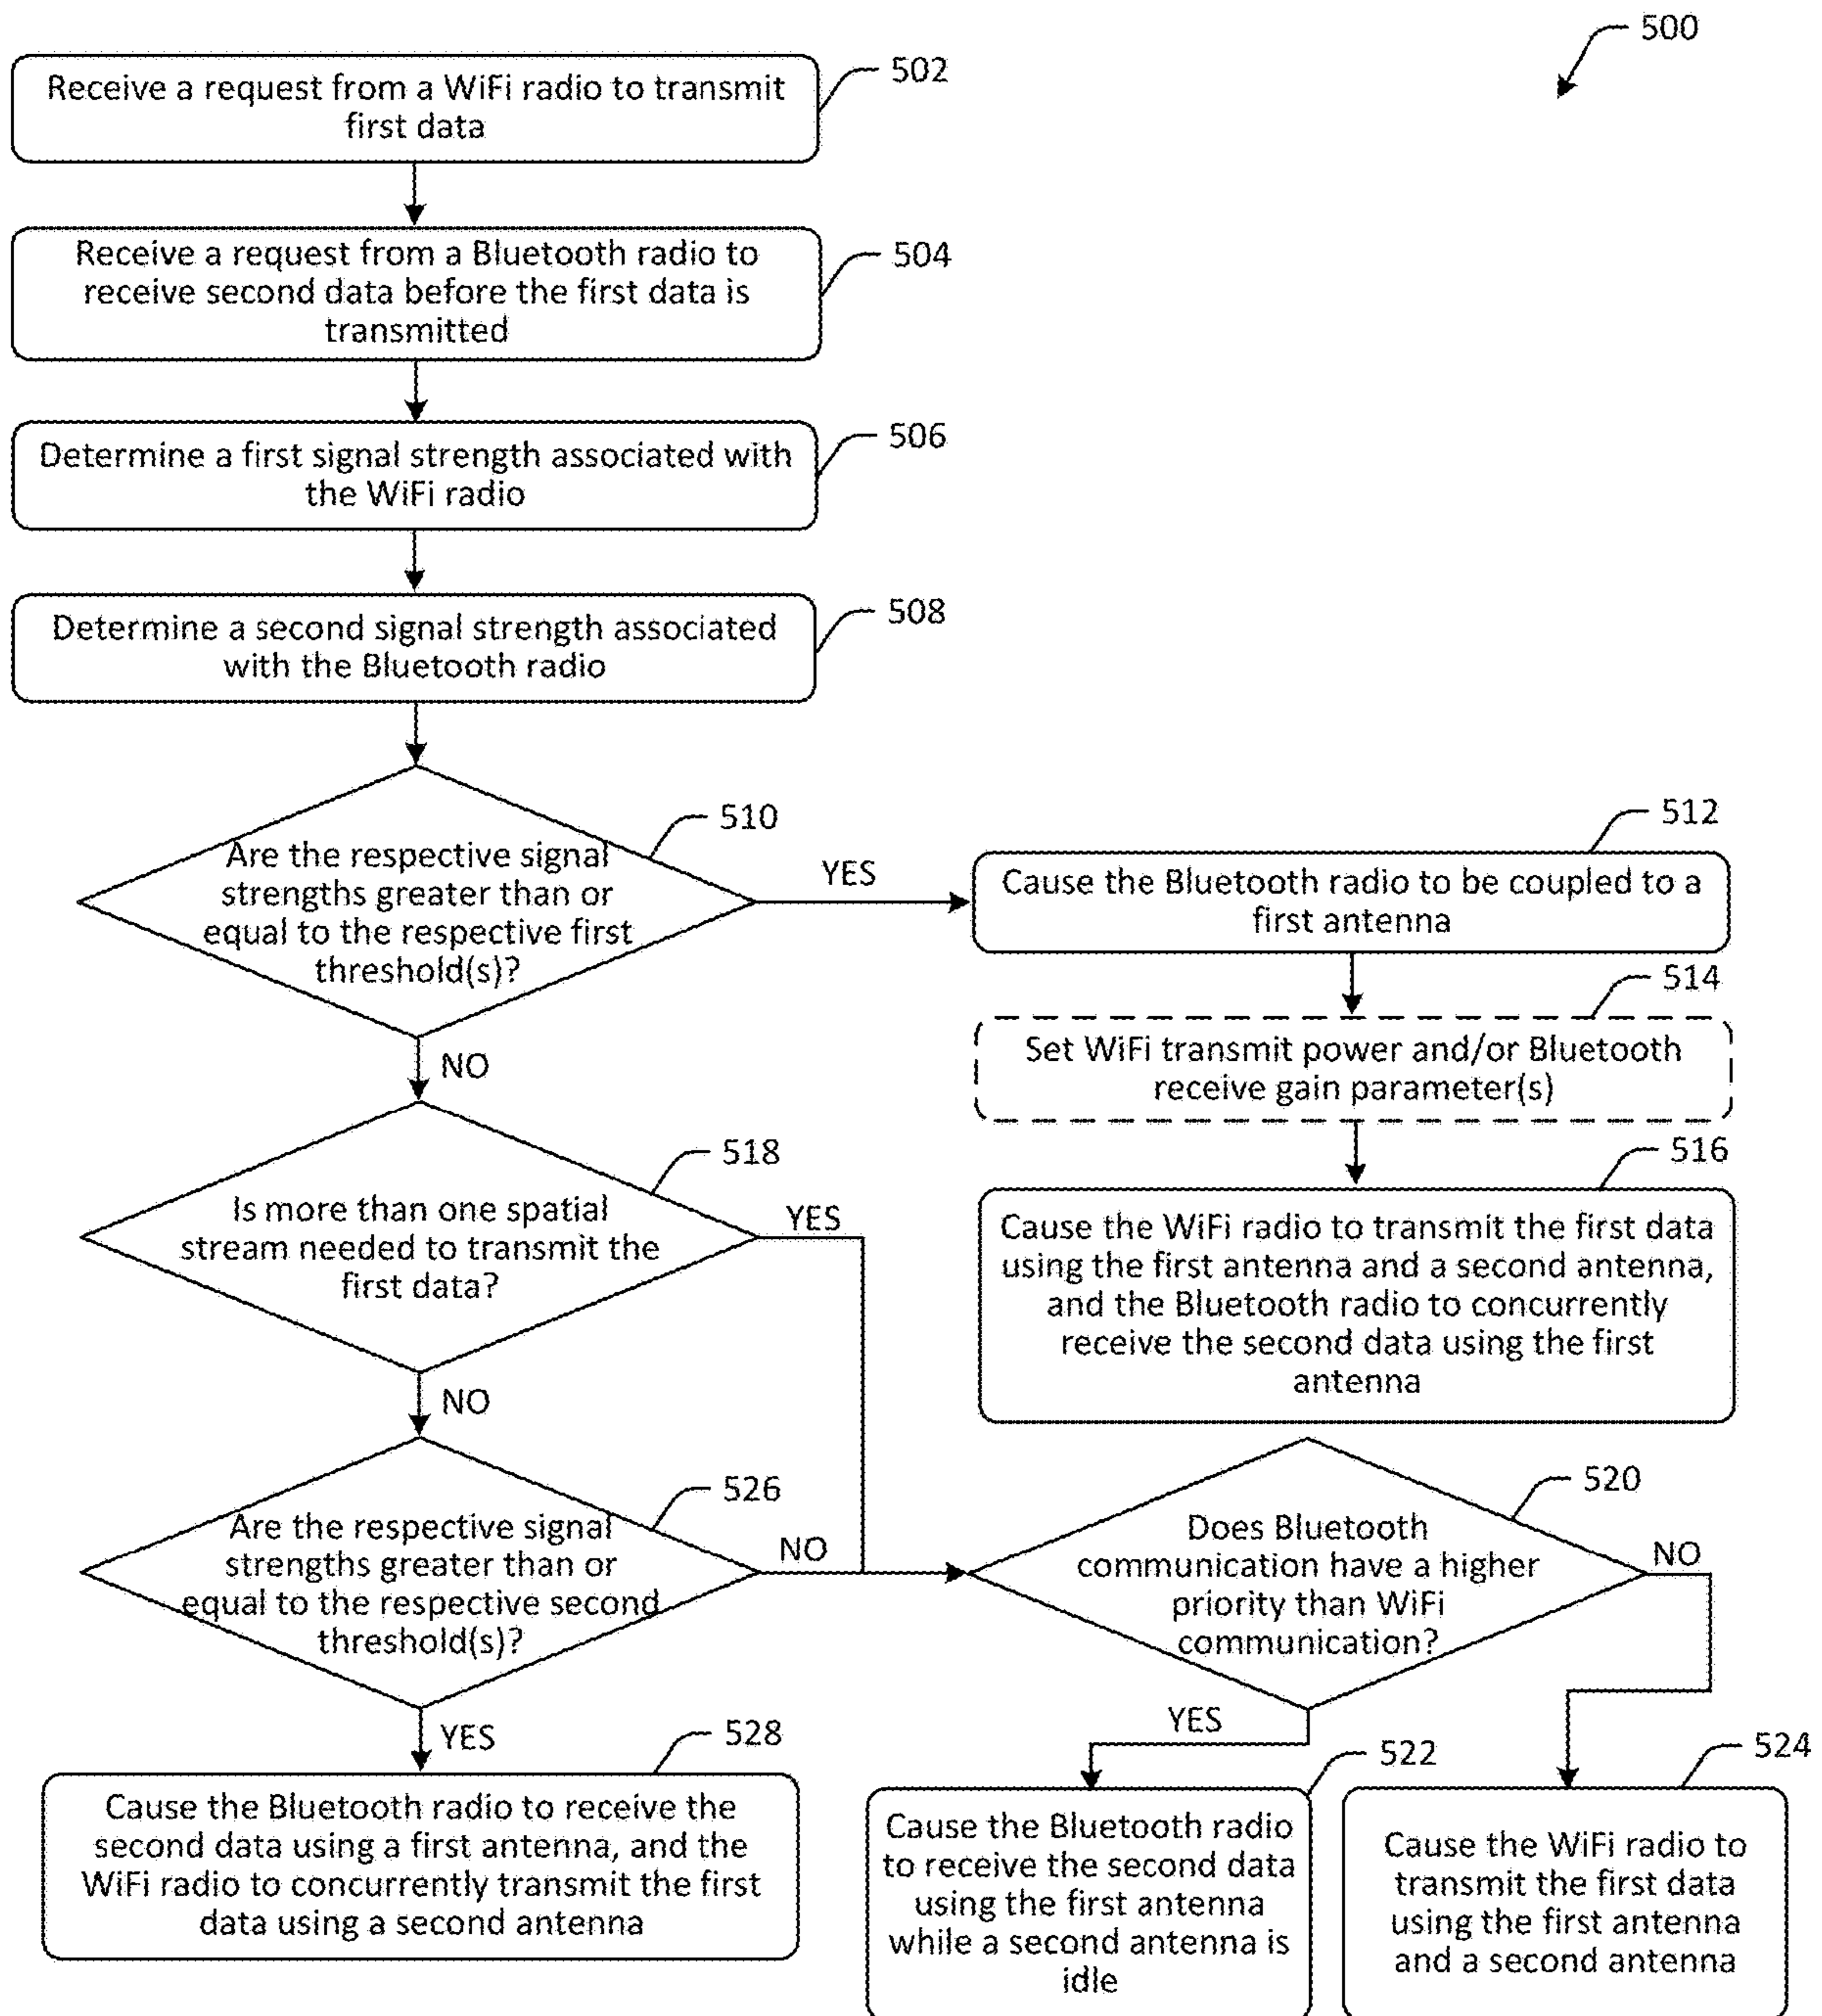 500
Receive a request from a WiFi radio to transmit
first data
502
Receive a request from a Bluetooth radio to
receive second data before the first data is
transmitted
504
Determine a first signal strength associated with
the WiFi radio
506
Determine a second signal strength associated
with the Bluetooth radio
508
510
Are the respective signal
strengths greater than or
equal to the respective first
threshold(s)?
YES
NO
512
Cause the Bluetooth radio to be coupled to a
first antenna
514
Set WiFi transmit power and/or Bluetooth
receive gain parameter(s)
516
Cause the WiFi radio to transmit the first data
using the first antenna and a second antenna,
and the Bluetooth radio to concurrently
receive the second data using the first
antenna
518
Is more than one spatial
stream needed to transmit the
first data?
YES
NO
526
Are the respective signal
strengths greater than or
equal to the respective second
threshold(s)?
NO
YES
520
Does Bluetooth
communication have a higher
priority than WiFi
communication?
NO
YES
528
Cause the Bluetooth radio to receive the
second data using a first antenna, and the
WiFi radio to concurrently transmit the first
data using a second antenna
522
Cause the Bluetooth radio
to receive the second data
using the first antenna
while a second antenna is
idle
524
Cause the WiFi radio to
transmit the first data
using the first antenna
and a second antenna